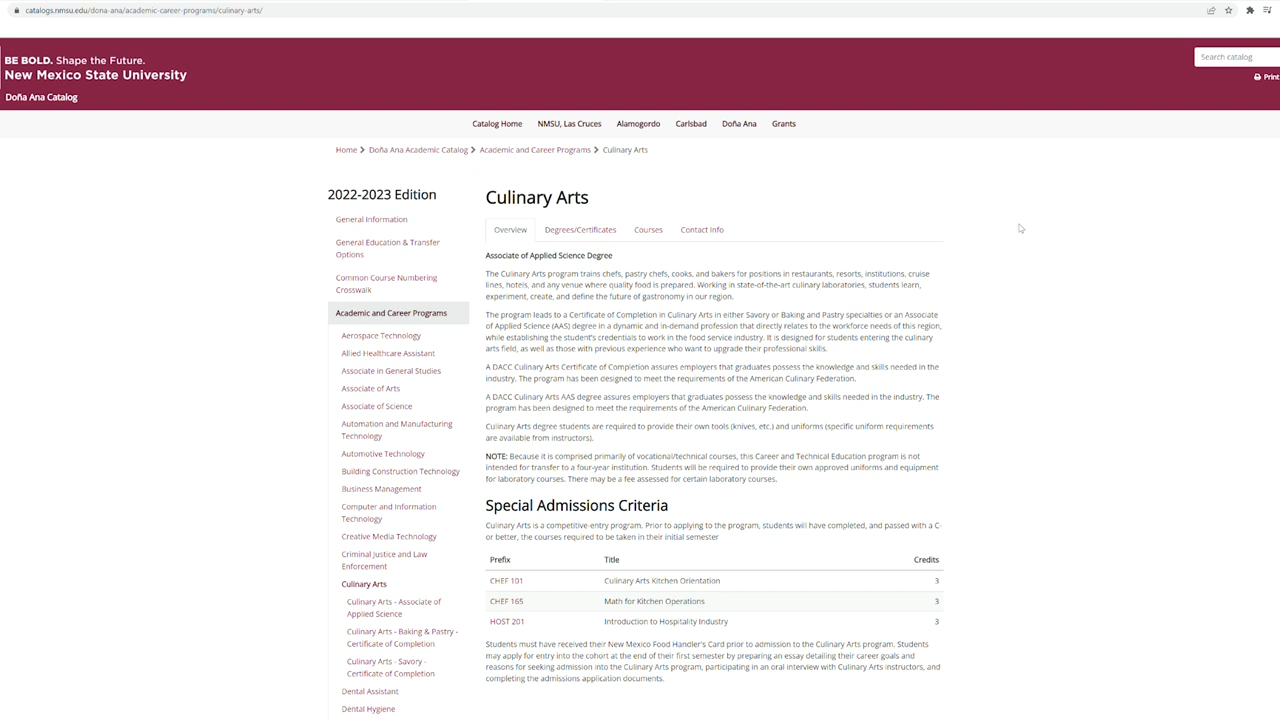 catalogs.nmsu.edu/dona-ana/academic-career-programs/culinary-arts/
BE BOLD. Shape the Future.
New Mexico State University
Doña Ana Catalog
Search catalog
Print
Catalog Home
NMSU, Las Cruces
Alamogordo
Carlsbad
Doña Ana
Grants
Home > Doña Ana Academic Catalog > Academic and Career Programs > Culinary Arts
2022-2023 Edition
General Information
General Education & Transfer
Options
Common Course Numbering
Crosswalk
Academic and Career Programs
Aerospace Technology
Allied Healthcare Assistant
Associate in General Studies
Associate of Arts
Associate of Science
Automation and Manufacturing
Technology
Automotive Technology
Building Construction Technology
Business Management
Computer and Information
Technology
Creative Media Technology
Criminal Justice and Law
Enforcement
Culinary Arts
Culinary Arts - Associate of
Applied Science
Culinary Arts - Baking & Pastry -
Certificate of Completion
Culinary Arts - Savory -
Certificate of Completion
Dental Assistant
Dental Hygiene
Culinary Arts
Overview
Degrees/Certificates
Courses
Contact Info
Associate of Applied Science Degree
The Culinary Arts program trains chefs, pastry chefs, cooks, and bakers for positions in restaurants, resorts, institutions, cruise
lines, hotels, and any venue where quality food is prepared. Working in state-of-the-art culinary laboratories, students learn,
experiment, create, and define the future of gastronomy in our region.
The program leads to a Certificate of Completion in Culinary Arts in either Savory or Baking and Pastry specialties or an Associate
of Applied Science (AAS) degree in a dynamic and in-demand profession that directly relates to the workforce needs of this region,
while establishing the student's credentials to work in the food service industry. It is designed for students entering the culinary
arts field, as well as those with previous experience who want to upgrade their professional skills.
A DACC Culinary Arts Certificate of Completion assures employers that graduates possess the knowledge and skills needed in the
industry. The program has been designed to meet the requirements of the American Culinary Federation.
A DACC Culinary Arts AAS degree assures employers that graduates possess the knowledge and skills needed in the industry. The
program has been designed to meet the requirements of the American Culinary Federation.
Culinary Arts degree students are required to provide their own tools (knives, etc.) and uniforms (specific uniform requirements
are available from instructors).
NOTE: Because it is comprised primarily of vocational/technical courses, this Career and Technical Education program is not
intended for transfer to a four-year institution. Students will be required to provide their own approved uniforms and equipment
for laboratory courses. There may be a fee assessed for certain laboratory courses.
Special Admissions Criteria
Culinary Arts is a competitive-entry program. Prior to applying to the program, students will have completed, and passed with a C-
or better, the courses required to be taken in their initial semester
Prefix Title Credits
CHEF 101 Culinary Arts Kitchen Orientation 3
CHEF 165 Math for Kitchen Operations 3
HOST 201 Introduction to Hospitality Industry 3
Students must have received their New Mexico Food Handler's Card prior to admission to the Culinary Arts program. Students
may apply for entry into the cohort at the end of their first semester by preparing an essay detailing their career goals and
reasons for seeking admission into the Culinary Arts program, participating in an oral interview with Culinary Arts instructors, and
completing the admissions application documents.